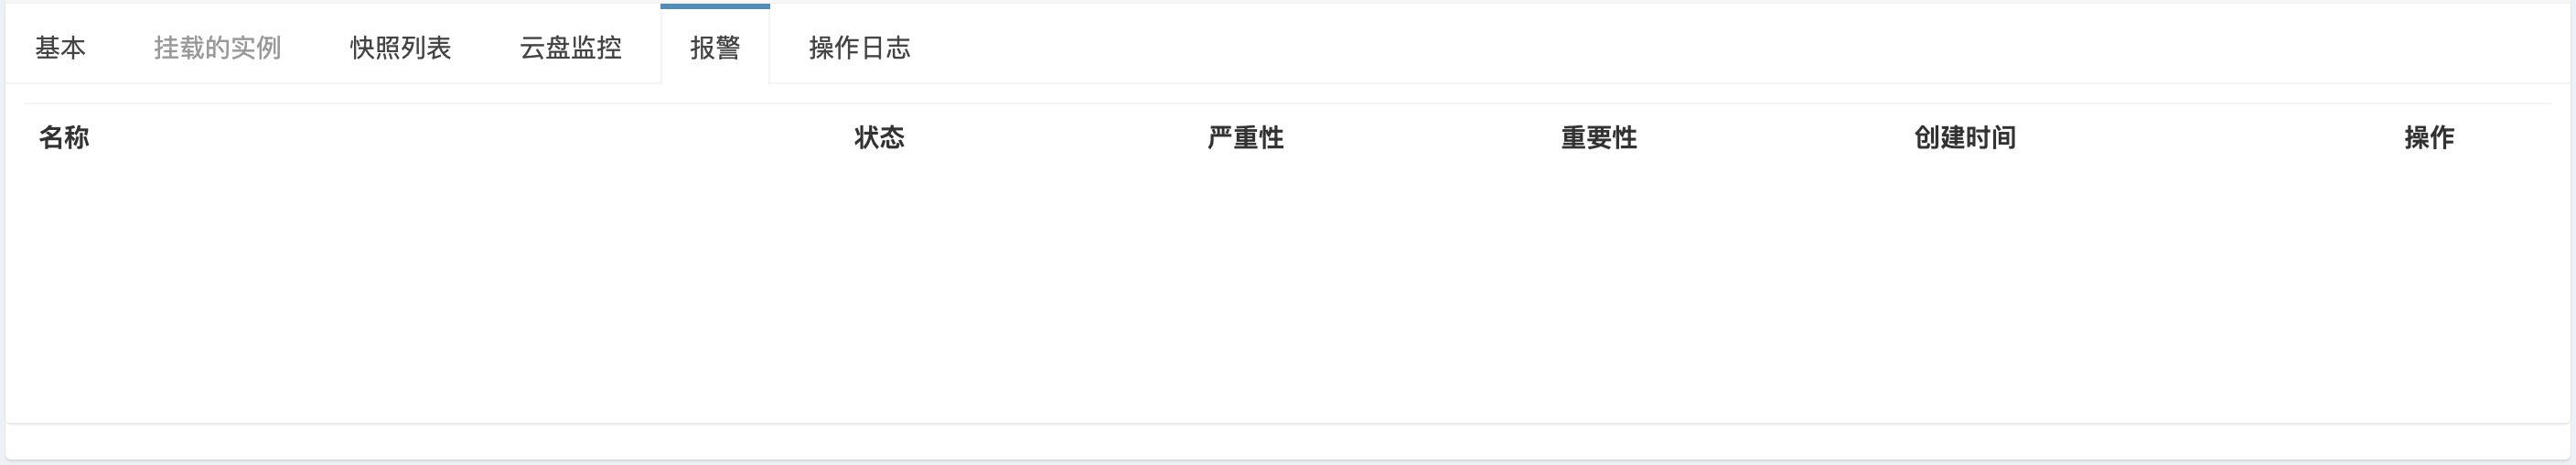 基本 挂载的实例 快照列表 云盘监控 报警 操作日志
名称 状态 严重性 重要性 创建时间 操作